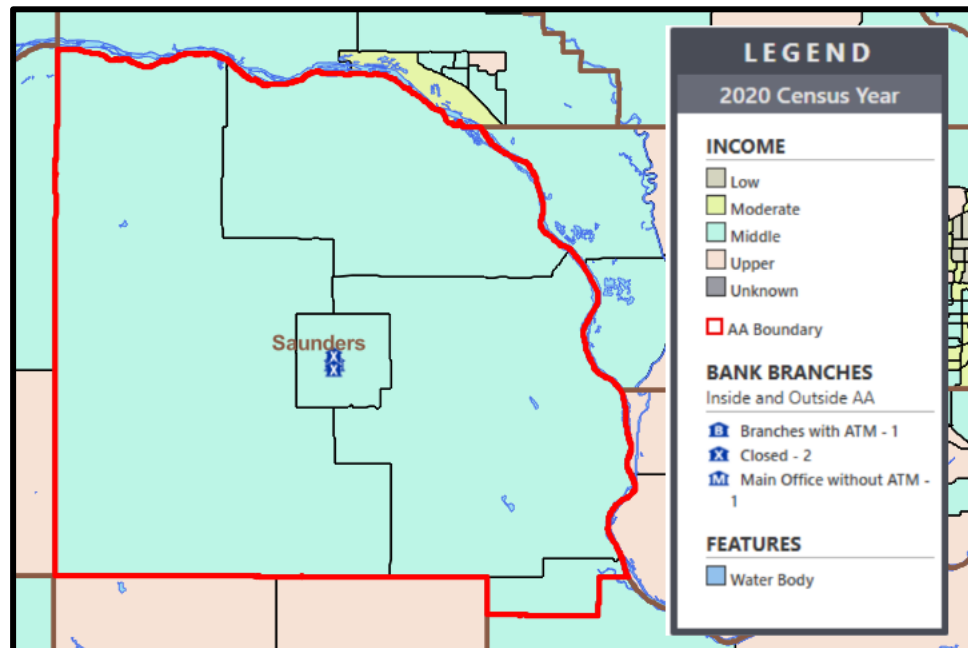 Saunders
X
X
LEGEND
2020 Census Year
INCOME
Low
Moderate
Middle
Upper
Unknown
AA Boundary
BANK BRANCHES
Inside and Outside AA
B Branches with ATM - 1
X Closed - 2
M Main Office without ATM -
1
FEATURES
Water Body